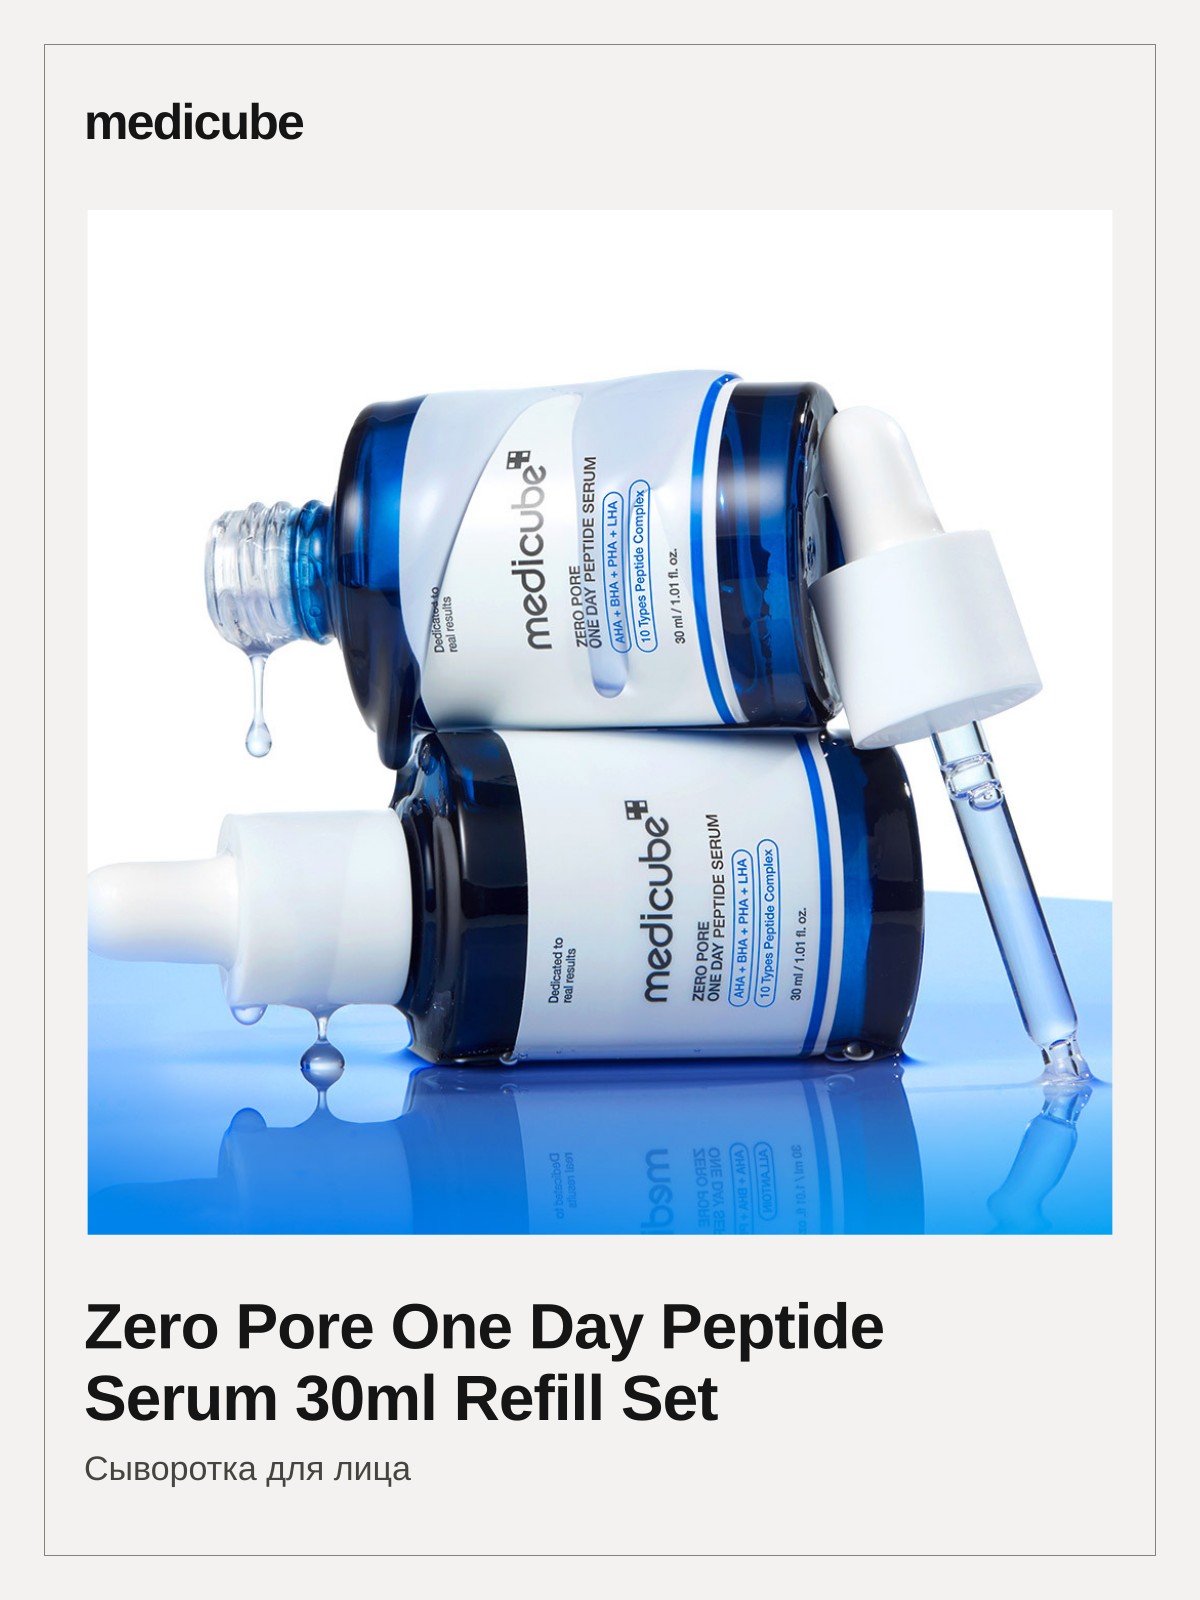 medicube
Dedicated to
real results
medicube
ZERO PORE
ONE DAY PEPTIDE SERUM
AHA + BHA + PHA + LHA
10 Types Peptide Complex
30 ml / 1.01 fl. oz.
Dedicated to
real results
medicube
ZERO PORE
ONE DAY PEPTIDE SERUM
AHA + BHA + PHA + LHA
10 Types Peptide Complex
30 ml / 1.01 fl. oz.
Zero Pore One Day Peptide
Serum 30ml Refill Set
Сыворотка для лица